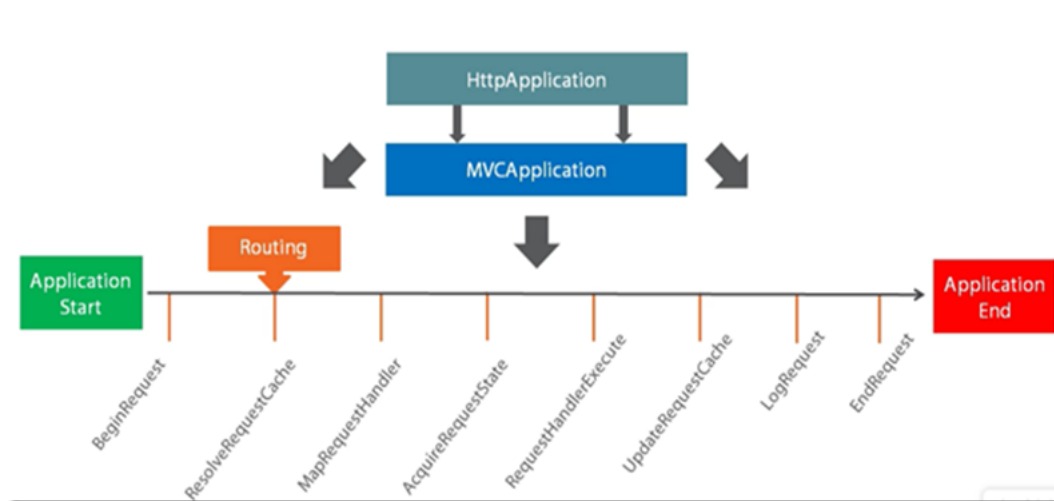 HttpApplication
MVCApplication
Routing
Application
Start
Application
End
BeginRequest
ResolveRequestCache
MapRequestHandler
AcquireRequestState
RequestHandlerExecute
UpdateRequestCache
LogRequest
EndRequest